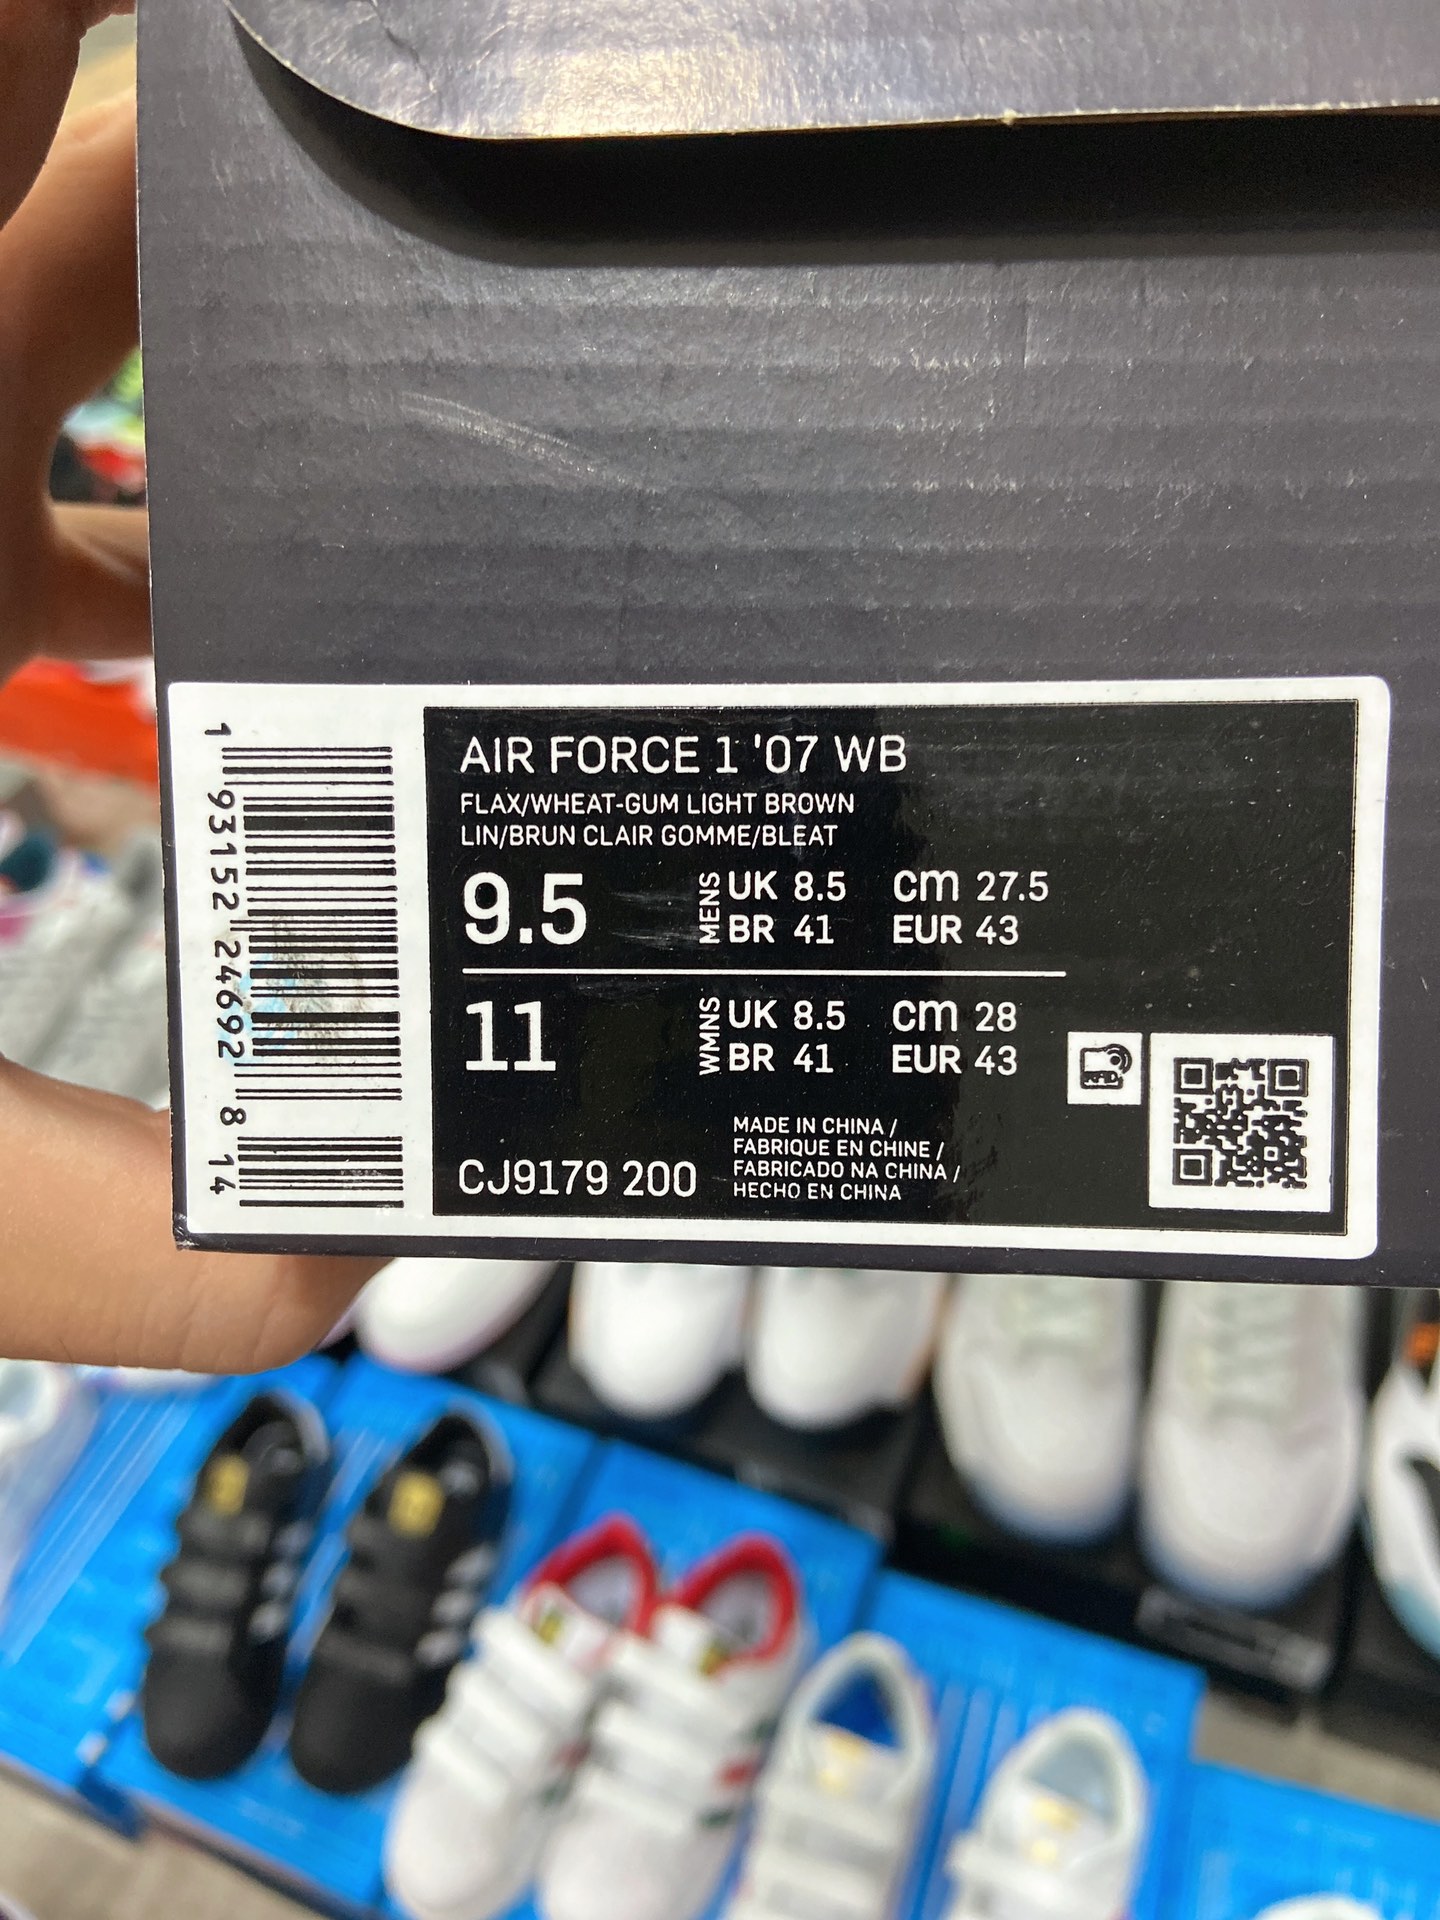 AIR FORCE 1 '07 WB
FLAX/WHEAT-GUM LIGHT BROWN
LIN/BRUN CLAIR GOMME/BLEAT
9.5
MENS
UK 8.5 cm 27.5
BR 41 EUR 43
11
WMNS
UK 8.5 cm 28
BR 41 EUR 43
CJ9179 200
MADE IN CHINA /
FABRIQUE EN CHINE /
FABRICADO NA CHINA /
HECHO EN CHINA
1 93152 24692 8 14